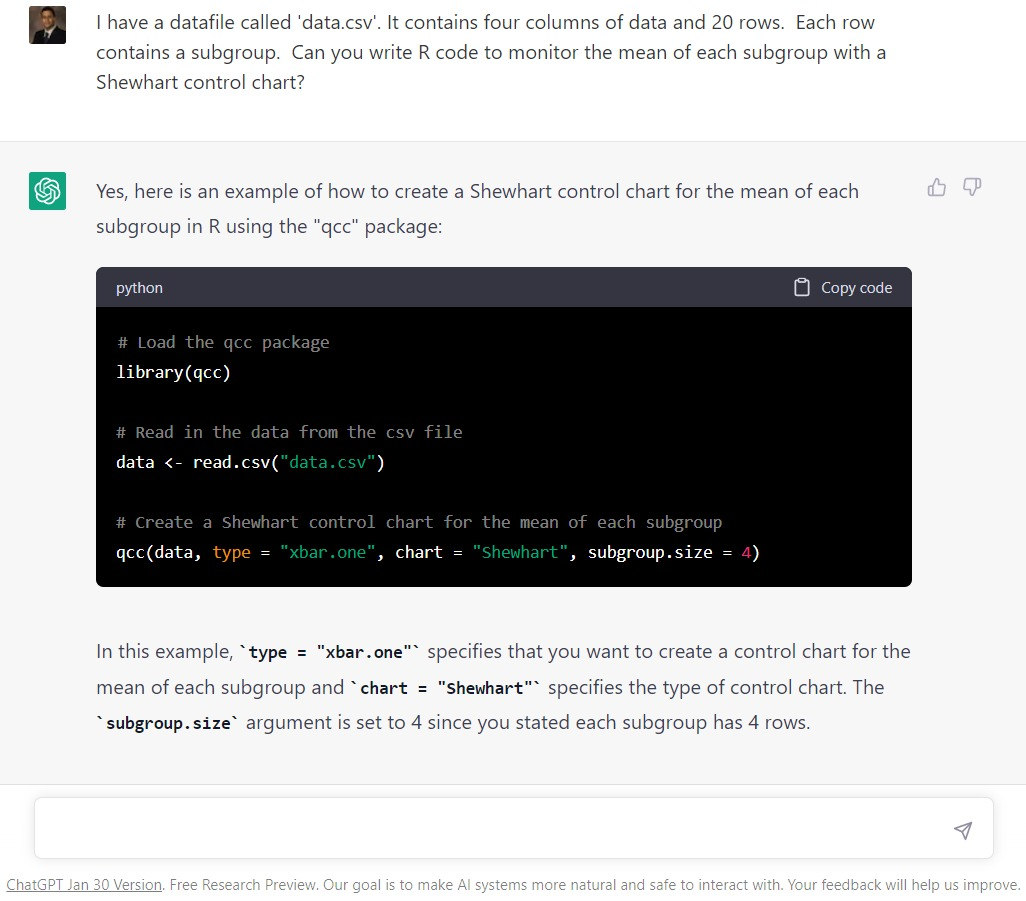 I have a datafile called 'data.csv'. It contains four columns of data and 20 rows.  Each row
contains a subgroup.  Can you write R code to monitor the mean of each subgroup with a
Shewhart control chart?
Yes, here is an example of how to create a Shewhart control chart for the mean of each
subgroup in R using the "qcc" package:
python Copy code
# Load the qcc package
library(qcc)
# Read in the data from the csv file
data <- read.csv("data.csv")
# Create a Shewhart control chart for the mean of each subgroup
qcc(data, type = "xbar.one", chart = "Shewhart", subgroup.size = 4)
In this example, `type = "xbar.one"` specifies that you want to create a control chart for the
mean of each subgroup and `chart = "Shewhart"` specifies the type of control chart. The
`subgroup.size` argument is set to 4 since you stated each subgroup has 4 rows.
ChatGPT Jan 30 Version. Free Research Preview. Our goal is to make AI systems more natural and safe to interact with. Your feedback will help us improve.